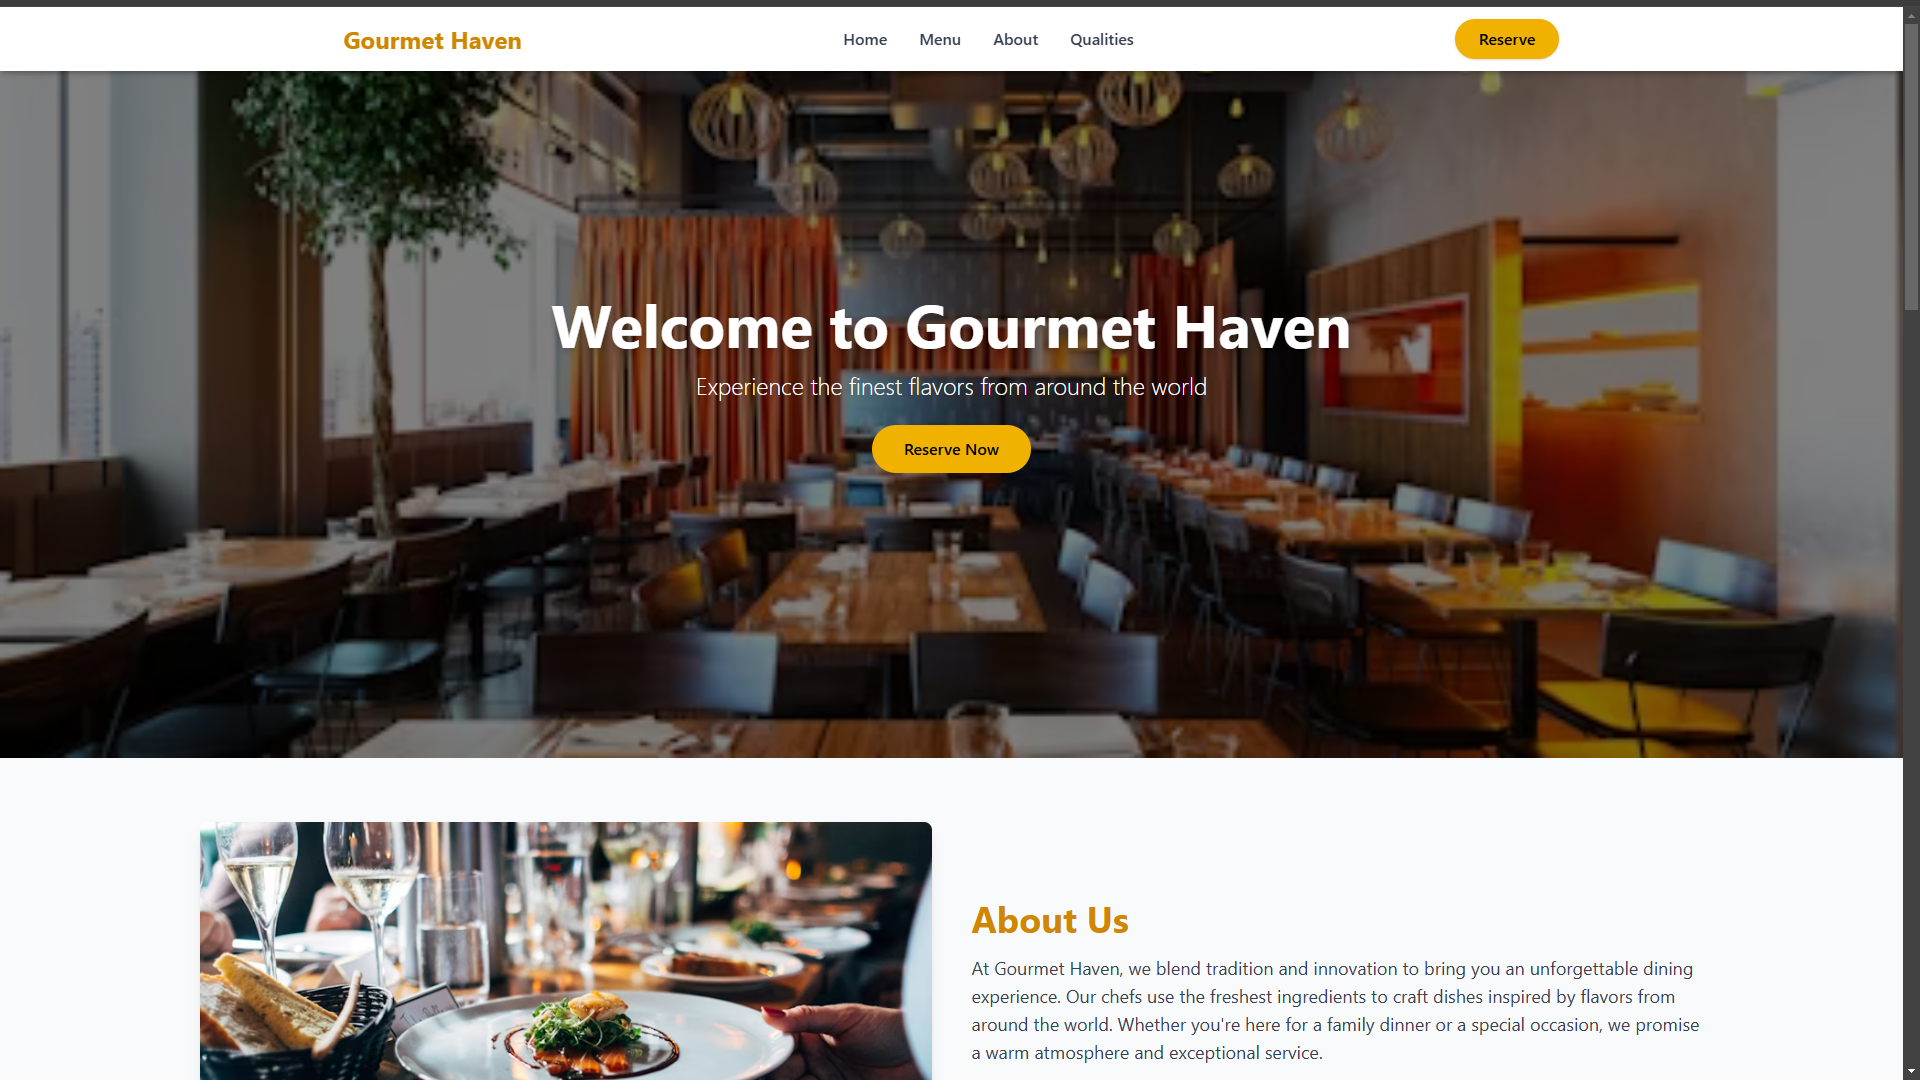 Gourmet Haven
Home
Menu
About
Qualities
Reserve
Welcome to Gourmet Haven
Experience the finest flavors from around the world
Reserve Now
About Us
At Gourmet Haven, we blend tradition and innovation to bring you an unforgettable dining
experience. Our chefs use the freshest ingredients to craft dishes inspired by flavors from
around the world. Whether you're here for a family dinner or a special occasion, we promise
a warm atmosphere and exceptional service.